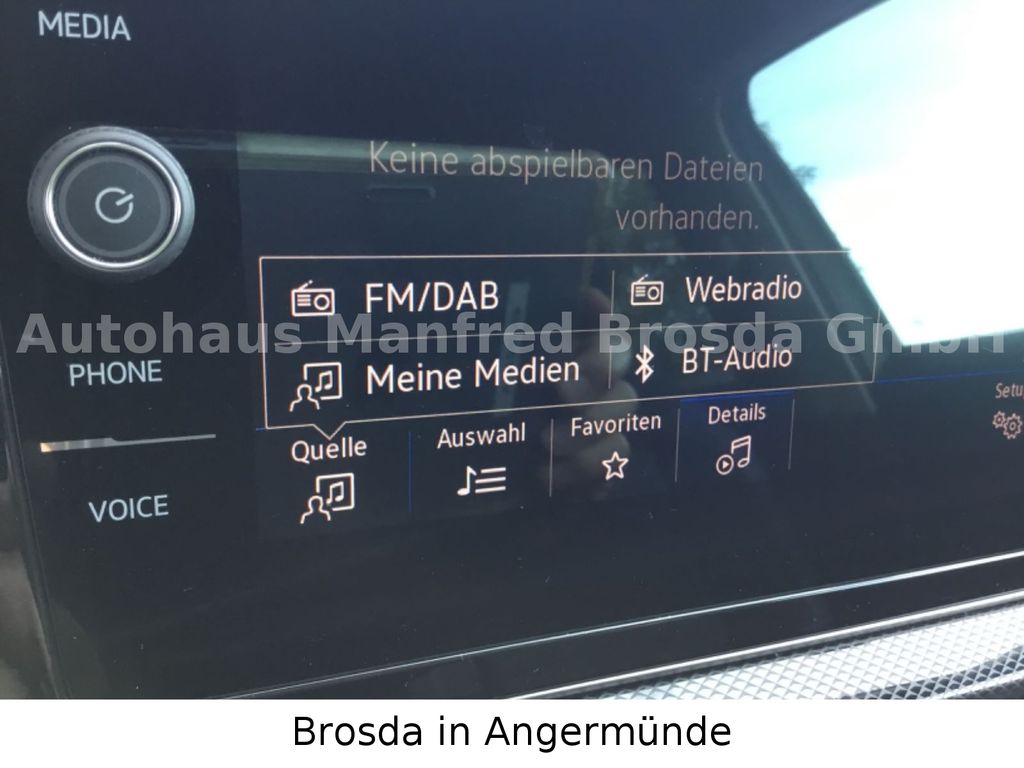 MEDIA
Keine abspielbaren Dateien
vorhanden.
FM/DAB
Webradio
Autohaus Manfred Brosda GmbH
PHONE
Meine Medien
BT-Audio
Quelle
Auswahl
Favoriten
Details
Setu
VOICE
Brosda in Angermünde